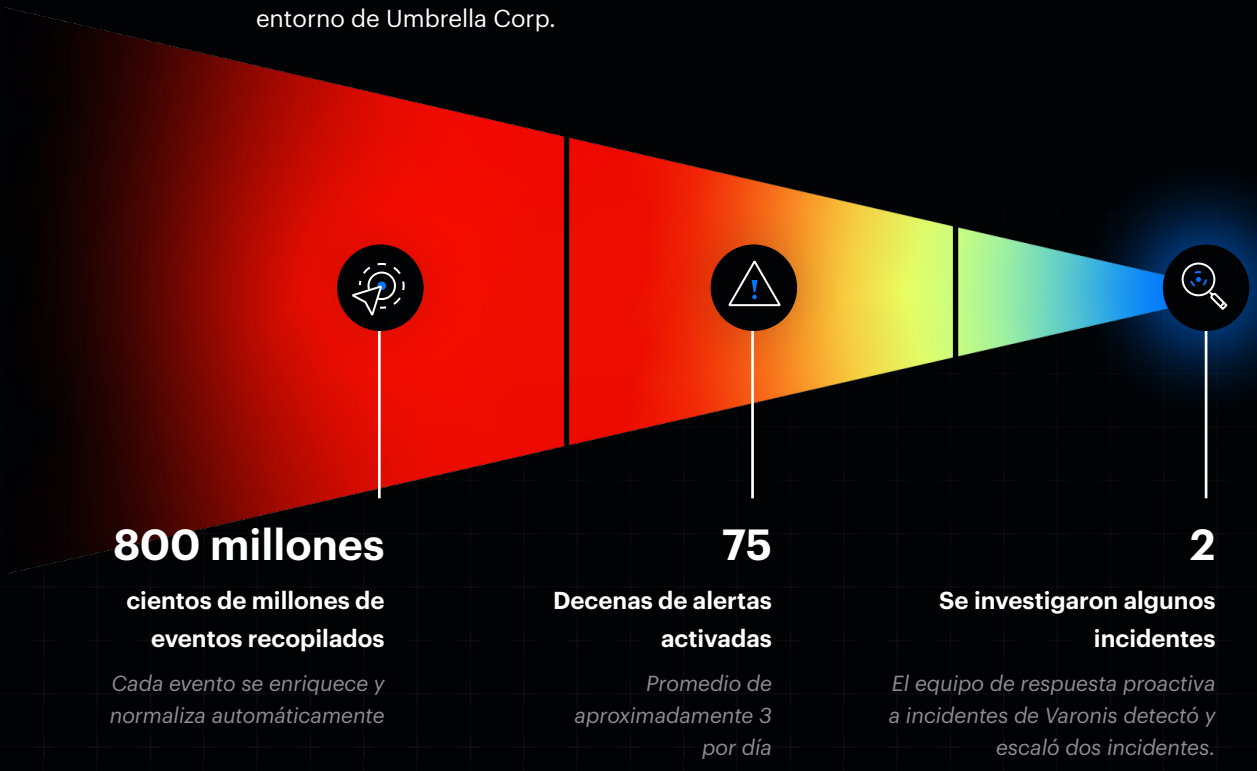 entorno de Umbrella Corp.
800 millones
cientos de millones de
eventos recopilados
Cada evento se enriquece y
normaliza automáticamente
75
Decenas de alertas
activadas
Promedio de
aproximadamente 3
por día
2
Se investigaron algunos
incidentes
El equipo de respuesta proactiva
a incidentes de Varonis detectó y
escaló dos incidentes.